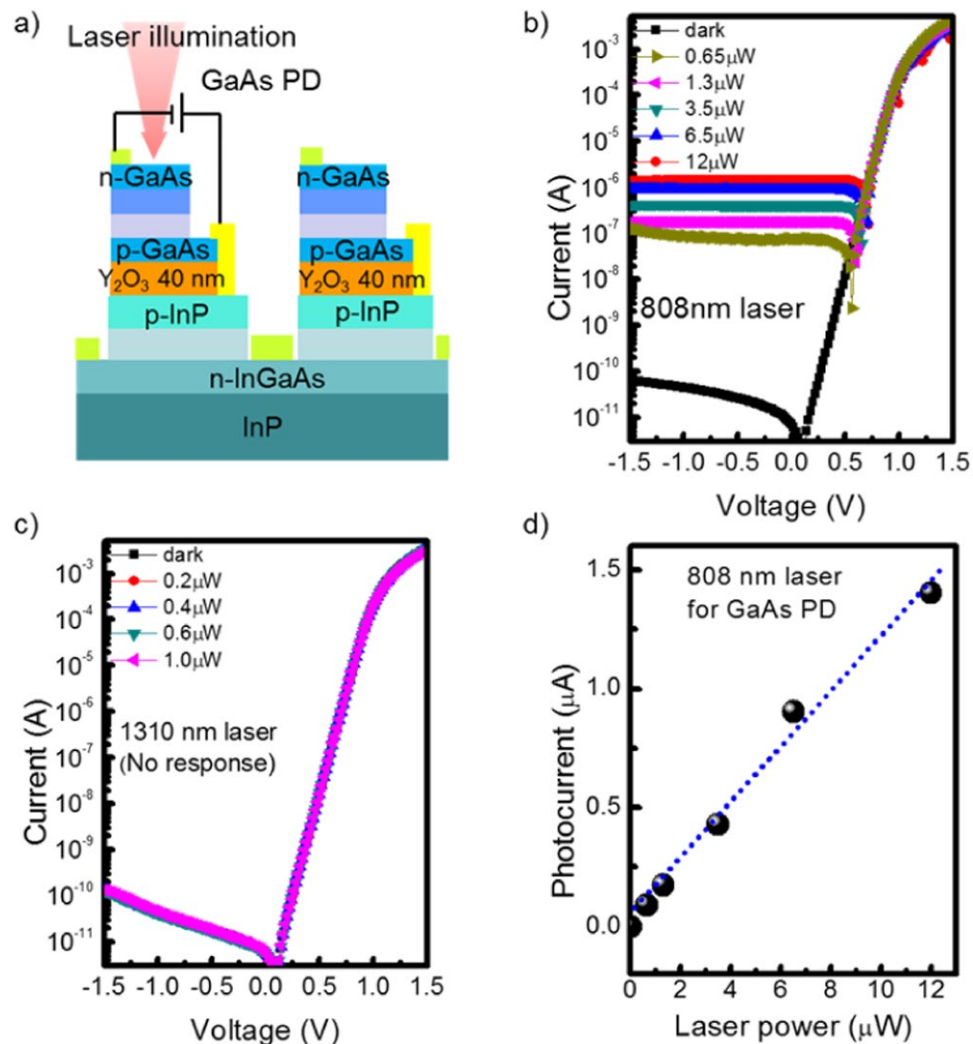 a)
Laser illumination
GaAs PD
n-GaAs
n-GaAs
p-GaAs
p-GaAs
Y₂O₃ 40 nm
Y₂O₃ 40 nm
p-InP
p-InP
n-InGaAs
InP
b)
dark
0.65μW
1.3μW
3.5μW
6.5μW
12μW
808nm laser
Current (A)
10⁻³
10⁻⁴
10⁻⁵
10⁻⁶
10⁻⁷
10⁻⁸
10⁻⁹
10⁻¹⁰
10⁻¹¹
-1.5 -1.0 -0.5 0.0 0.5 1.0 1.5
Voltage (V)
c)
dark
0.2μW
0.4μW
0.6μW
1.0μW
1310 nm laser
(No response)
Current (A)
10⁻³
10⁻⁴
10⁻⁵
10⁻⁶
10⁻⁷
10⁻⁸
10⁻⁹
10⁻¹⁰
10⁻¹¹
-1.5 -1.0 -0.5 0.0 0.5 1.0 1.5
Voltage (V)
d)
808 nm laser
for GaAs PD
Photocurrent (μA)
1.5
1.0
0.5
0.0
0 2 4 6 8 10 12
Laser power (μW)